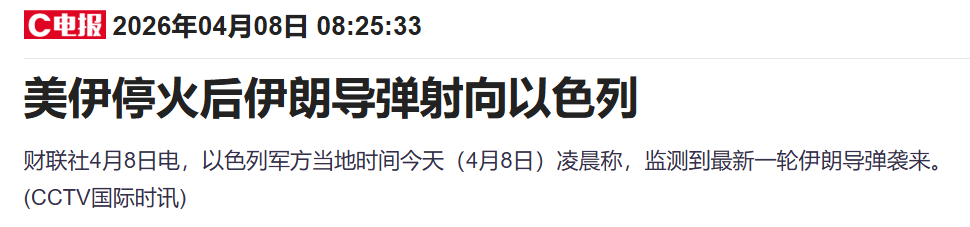 C电报 2026年04月08日 08:25:33
美伊停火后伊朗导弹射向以色列
财联社4月8日电，以色列军方当地时间今天（4月8日）凌晨称，监测到最新一轮伊朗导弹袭来。
(CCTV国际时讯)